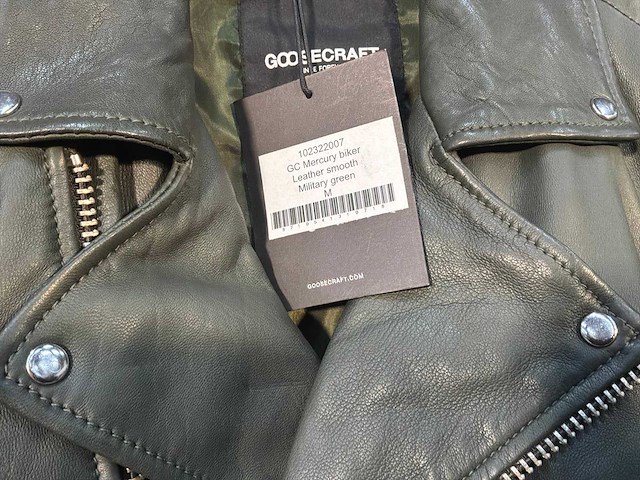 GOOSECRAFT
102322007
GC Mercury biker
Leather smooth
Military green
M
GOOSECRAFT.COM